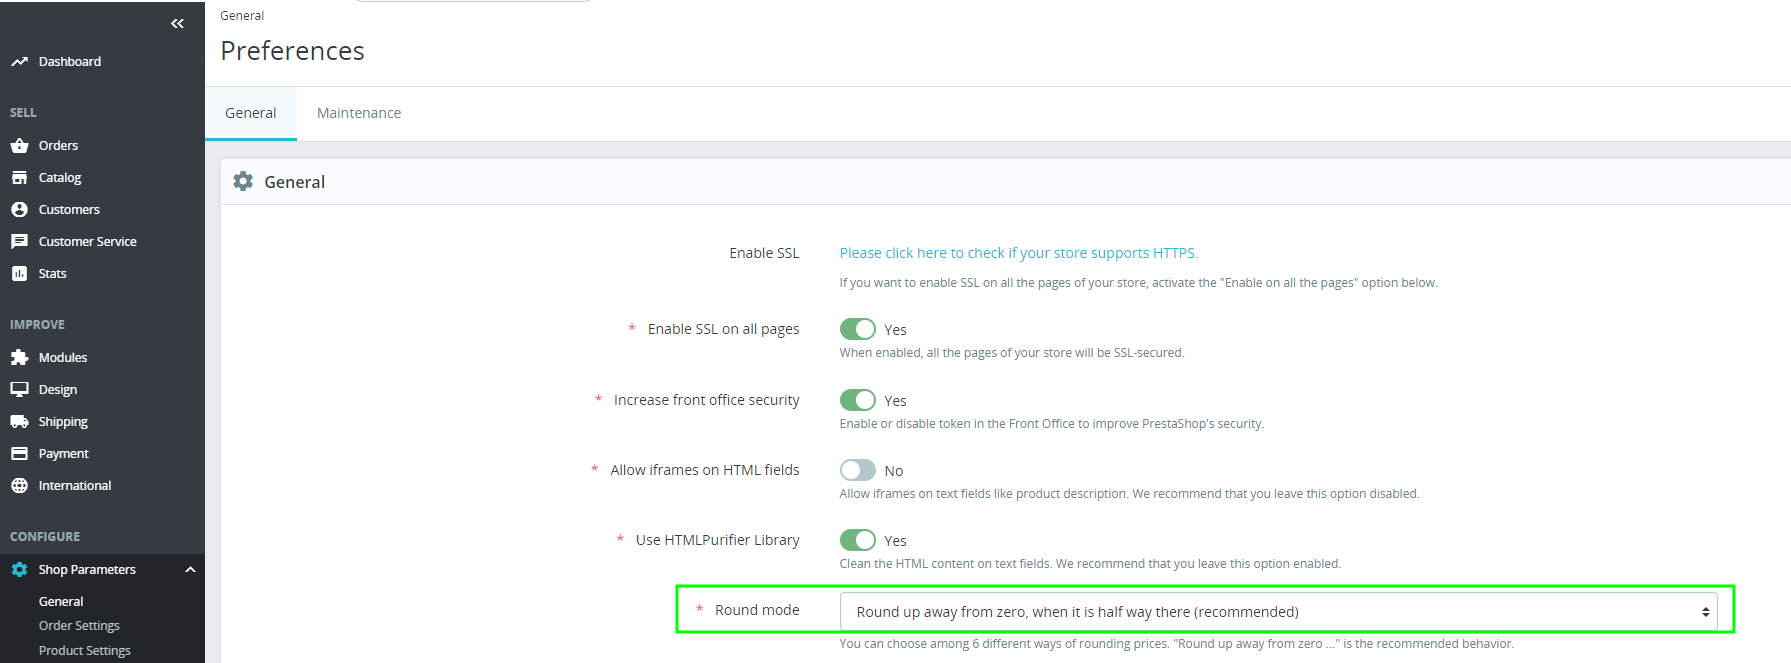 Dashboard
SELL
Orders
Catalog
Customers
Customer Service
Stats
IMPROVE
Modules
Design
Shipping
Payment
International
CONFIGURE
Shop Parameters
General
Order Settings
Product Settings
General
Preferences
General Maintenance
General
Enable SSL Please click here to check if your store supports HTTPS.
If you want to enable SSL on all the pages of your store, activate the "Enable on all the pages" option below.
* Enable SSL on all pages Yes
When enabled, all the pages of your store will be SSL-secured.
* Increase front office security Yes
Enable or disable token in the Front Office to improve PrestaShop's security.
* Allow iframes on HTML fields No
Allow iframes on text fields like product description. We recommend that you leave this option disabled.
* Use HTMLPurifier Library Yes
Clean the HTML content on text fields. We recommend that you leave this option enabled.
* Round mode Round up away from zero, when it is half way there (recommended)
You can choose among 6 different ways of rounding prices. "Round up away from zero ..." is the recommended behavior.